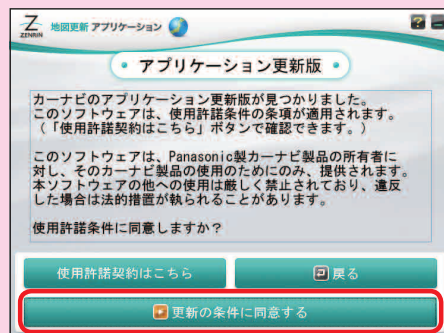 Z 地図更新 アプリケーション
ZENRIN
? –
アプリケーション更新版
カーナビのアプリケーション更新版が見つかりました。
このソフトウェアは、使用許諾条件の条項が適用されます。
（「使用許諾契約はこちら」ボタンで確認できます。）
このソフトウェアは、Panasonic製カーナビ製品の所有者に
対し、そのカーナビ製品の使用のためにのみ、提供されます。
本ソフトウェアの他への使用は厳しく禁止されており、違反
した場合は法的措置が執られることがあります。
使用許諾条件に同意しますか？
使用許諾契約はこちら
戻る
更新の条件に同意する